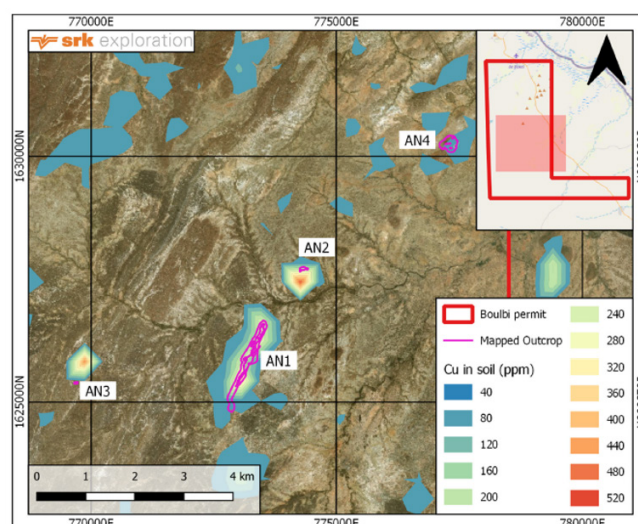 770000E 775000E 780000E
srk exploration
1630000N
AN4
AN2
AN1
AN3
1625000N
Boulbi permit
Mapped Outcrop
Cu in soil (ppm)
40
80
120
160
200
240
280
320
360
400
440
480
520
0 1 2 3 4 km
770000E 775000E 780000E